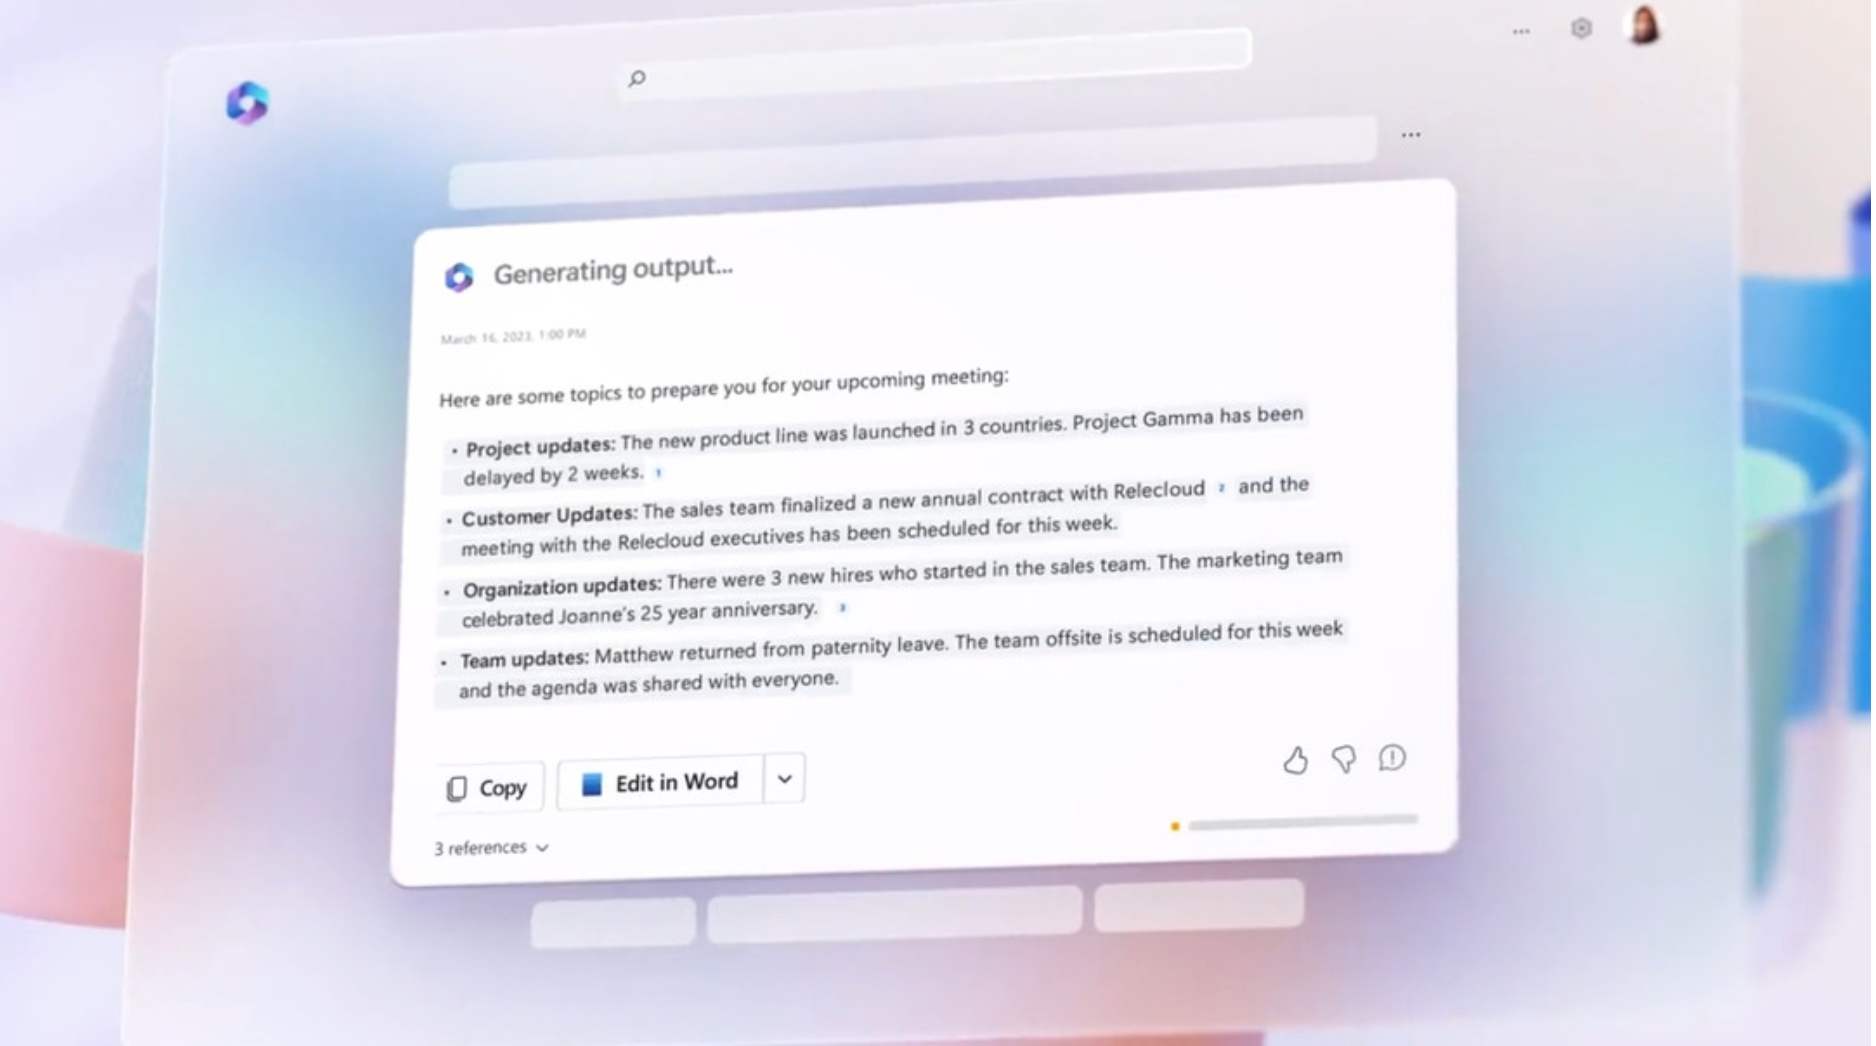 Generating output...
March 16, 2023, 1:00 PM
Here are some topics to prepare you for your upcoming meeting:
• Project updates: The new product line was launched in 3 countries. Project Gamma has been
delayed by 2 weeks. 1
• Customer Updates: The sales team finalized a new annual contract with Relecloud 2 and the
meeting with the Relecloud executives has been scheduled for this week.
• Organization updates: There were 3 new hires who started in the sales team. The marketing team
celebrated Joanne's 25 year anniversary. 3
• Team updates: Matthew returned from paternity leave. The team offsite is scheduled for this week
and the agenda was shared with everyone.
Copy
Edit in Word
3 references